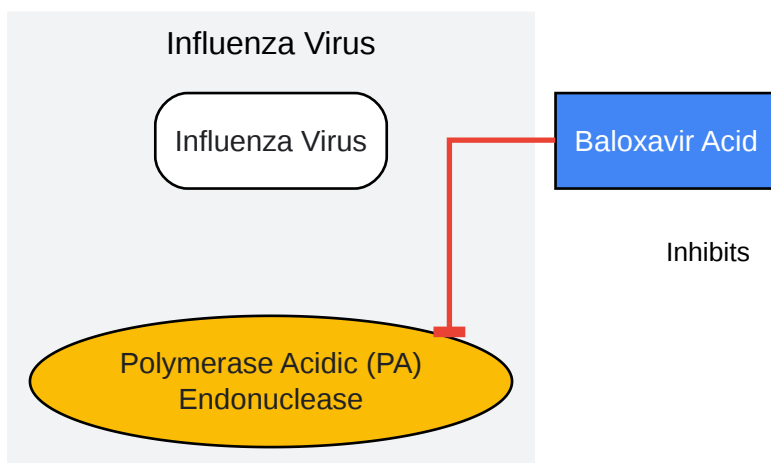 Influenza Virus
Influenza Virus
Baloxavir Acid
Inhibits
Polymerase Acidic (PA)
Endonuclease